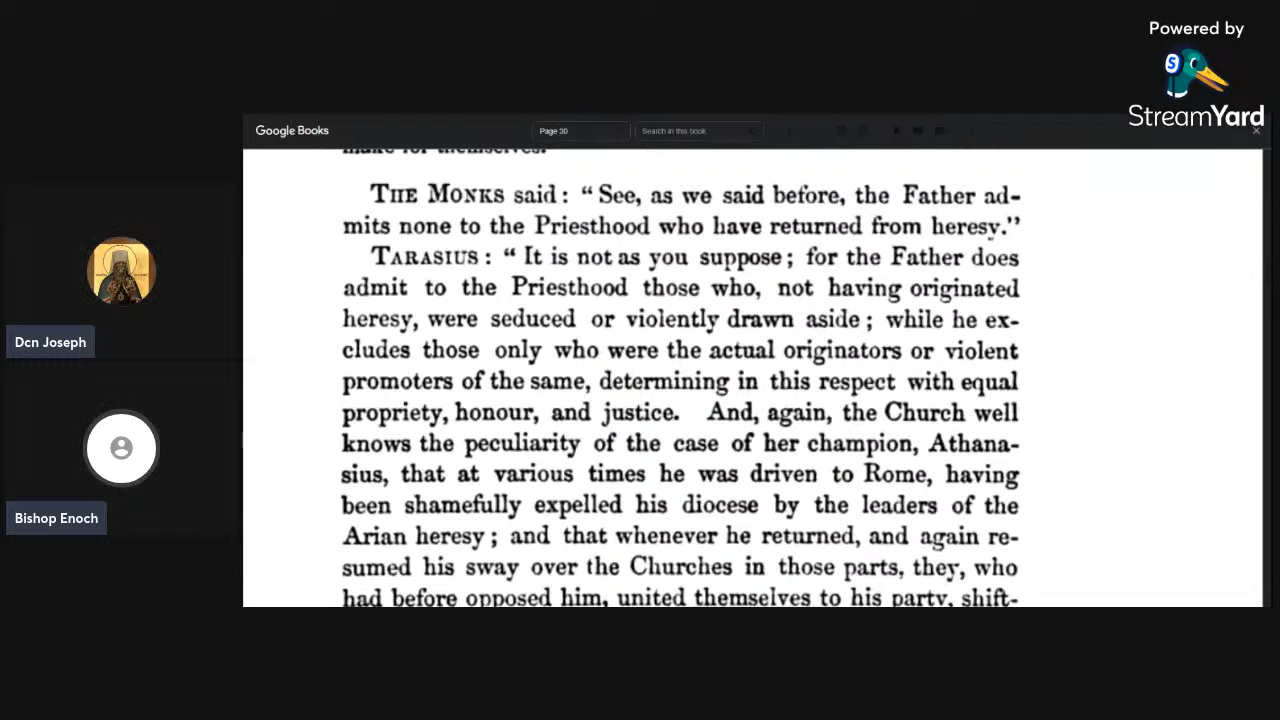 Powered by
StreamYard
Google Books
Page 30
Search in this book
make for themselves.
THE MONKS said: “See, as we said before, the Father ad-
mits none to the Priesthood who have returned from heresy.”
TARASIUS: “It is not as you suppose; for the Father does
admit to the Priesthood those who, not having originated
heresy, were seduced or violently drawn aside; while he ex-
cludes those only who were the actual originators or violent
promoters of the same, determining in this respect with equal
propriety, honour, and justice. And, again, the Church well
knows the peculiarity of the case of her champion, Athana-
sius, that at various times he was driven to Rome, having
been shamefully expelled his diocese by the leaders of the
Arian heresy; and that whenever he returned, and again re-
sumed his sway over the Churches in those parts, they, who
had before opposed him, united themselves to his party, shift-
Dcn Joseph
Bishop Enoch